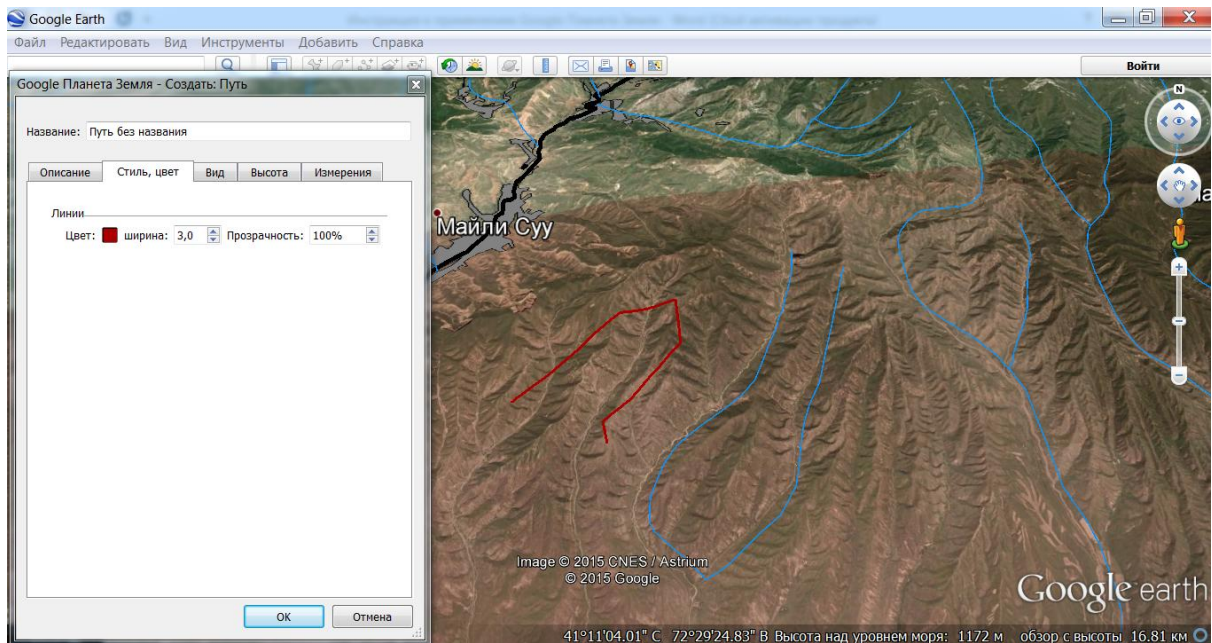 Google Earth
Файл Редактировать Вид Инструменты Добавить Справка
Войти
Google Планета Земля - Создать: Путь
Название: Путь без названия
Описание Стиль, цвет Вид Высота Измерения
Линии
Цвет: ширина: 3,0 Прозрачность: 100%
ОК Отмена
N
Майли Суу
Image © 2015 CNES / Astrium
© 2015 Google
Google earth
41°11'04.01" С 72°29'24.83" В Высота над уровнем моря: 1172 м обзор с высоты 16.81 км